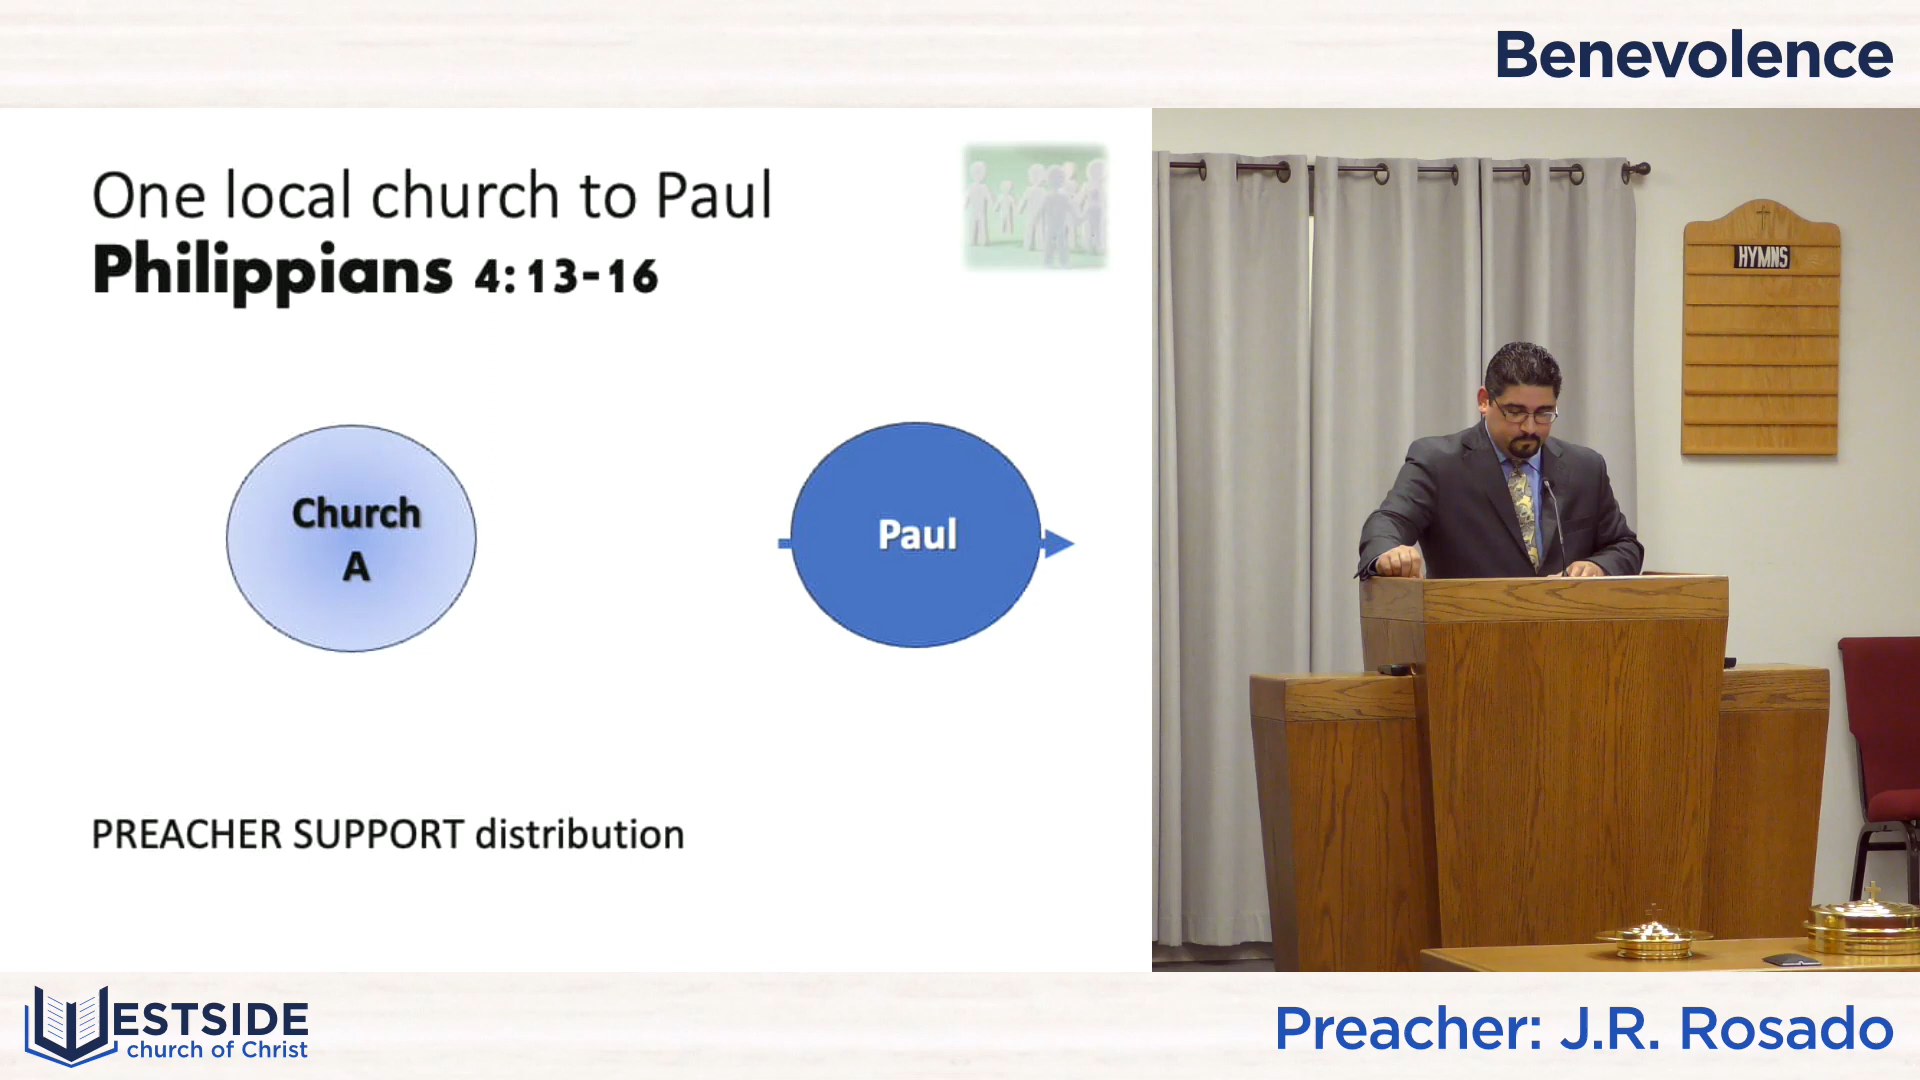 Benevolence
One local church to Paul
Philippians 4:13-16
Church
A
Paul
PREACHER SUPPORT distribution
HYMNS
WESTSIDE
church of Christ
Preacher: J.R. Rosado